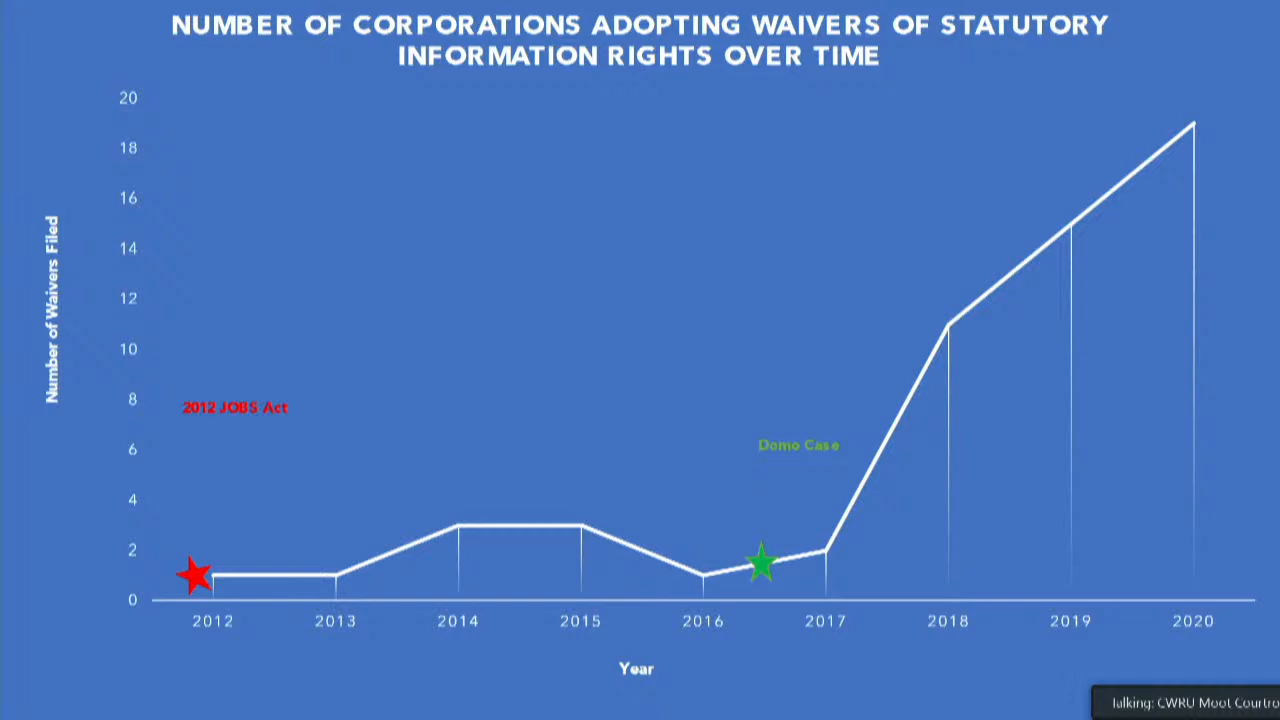 NUMBER OF CORPORATIONS ADOPTING WAIVERS OF STATUTORY
INFORMATION RIGHTS OVER TIME
Number of Waivers Filed
20
18
16
14
12
10
8
6
4
2
0
2012 JOBS Act
Domo Case
2012 2013 2014 2015 2016 2017 2018 2019 2020
Year
Talking: CWRU Moot Courtro